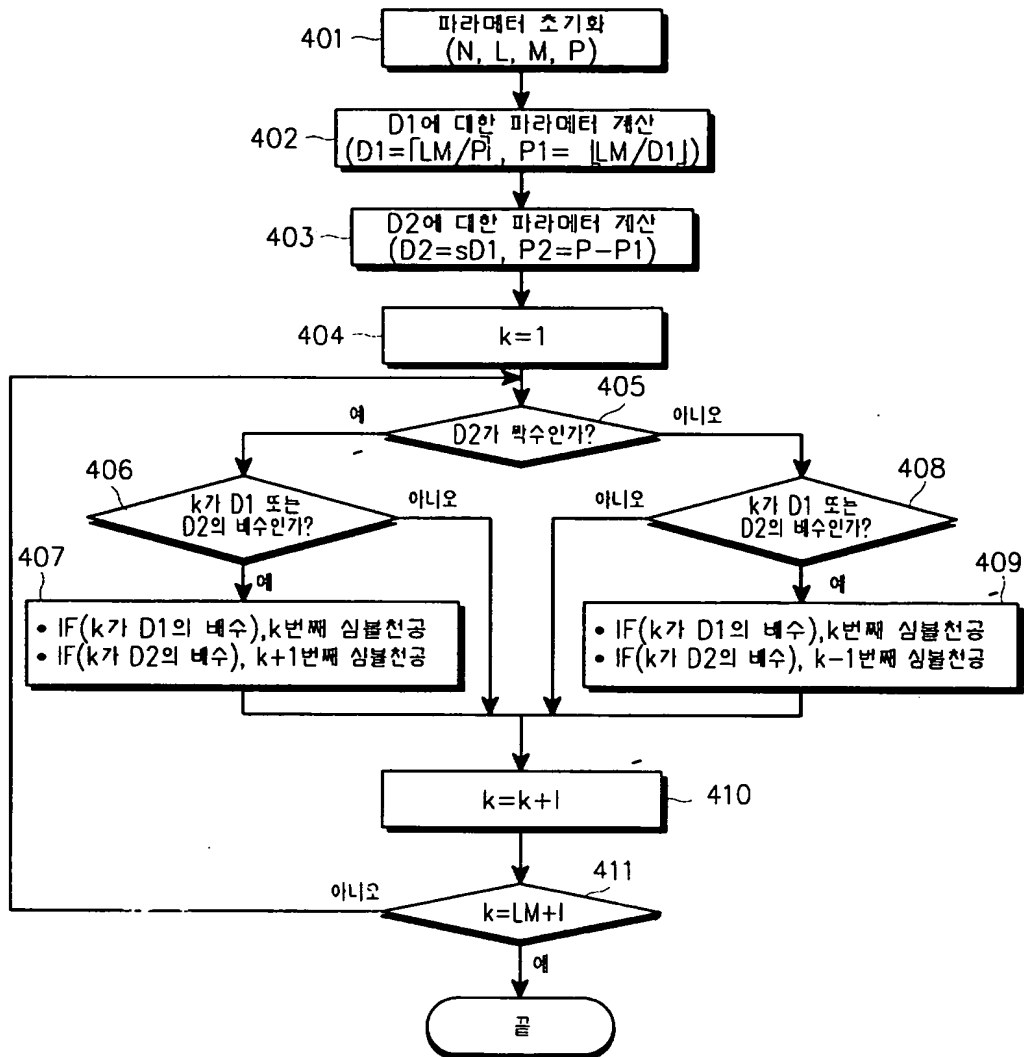 401
파라메터 초기화
(N, L, M, P)
402
D1에 대한 파라메터 계산
(D1=⌈LM/P⌉, P1= ⌊LM/D1⌋)
403
D2에 대한 파라메터 계산
(D2=sD1, P2=P-P1)
404
k=1
405
예
D2가 짝수인가?
아니오
406
k가 D1 또는
D2의 배수인가?
아니오
예
408
아니오
k가 D1 또는
D2의 배수인가?
예
407
• IF(k가 D1의 배수),k번째 심볼천공
• IF(k가 D2의 배수), k+1번째 심볼천공
409
• IF(k가 D1의 배수),k번째 심볼천공
• IF(k가 D2의 배수), k-1번째 심볼천공
k=k+1
410
411
아니오
k=LM+1
예
끝